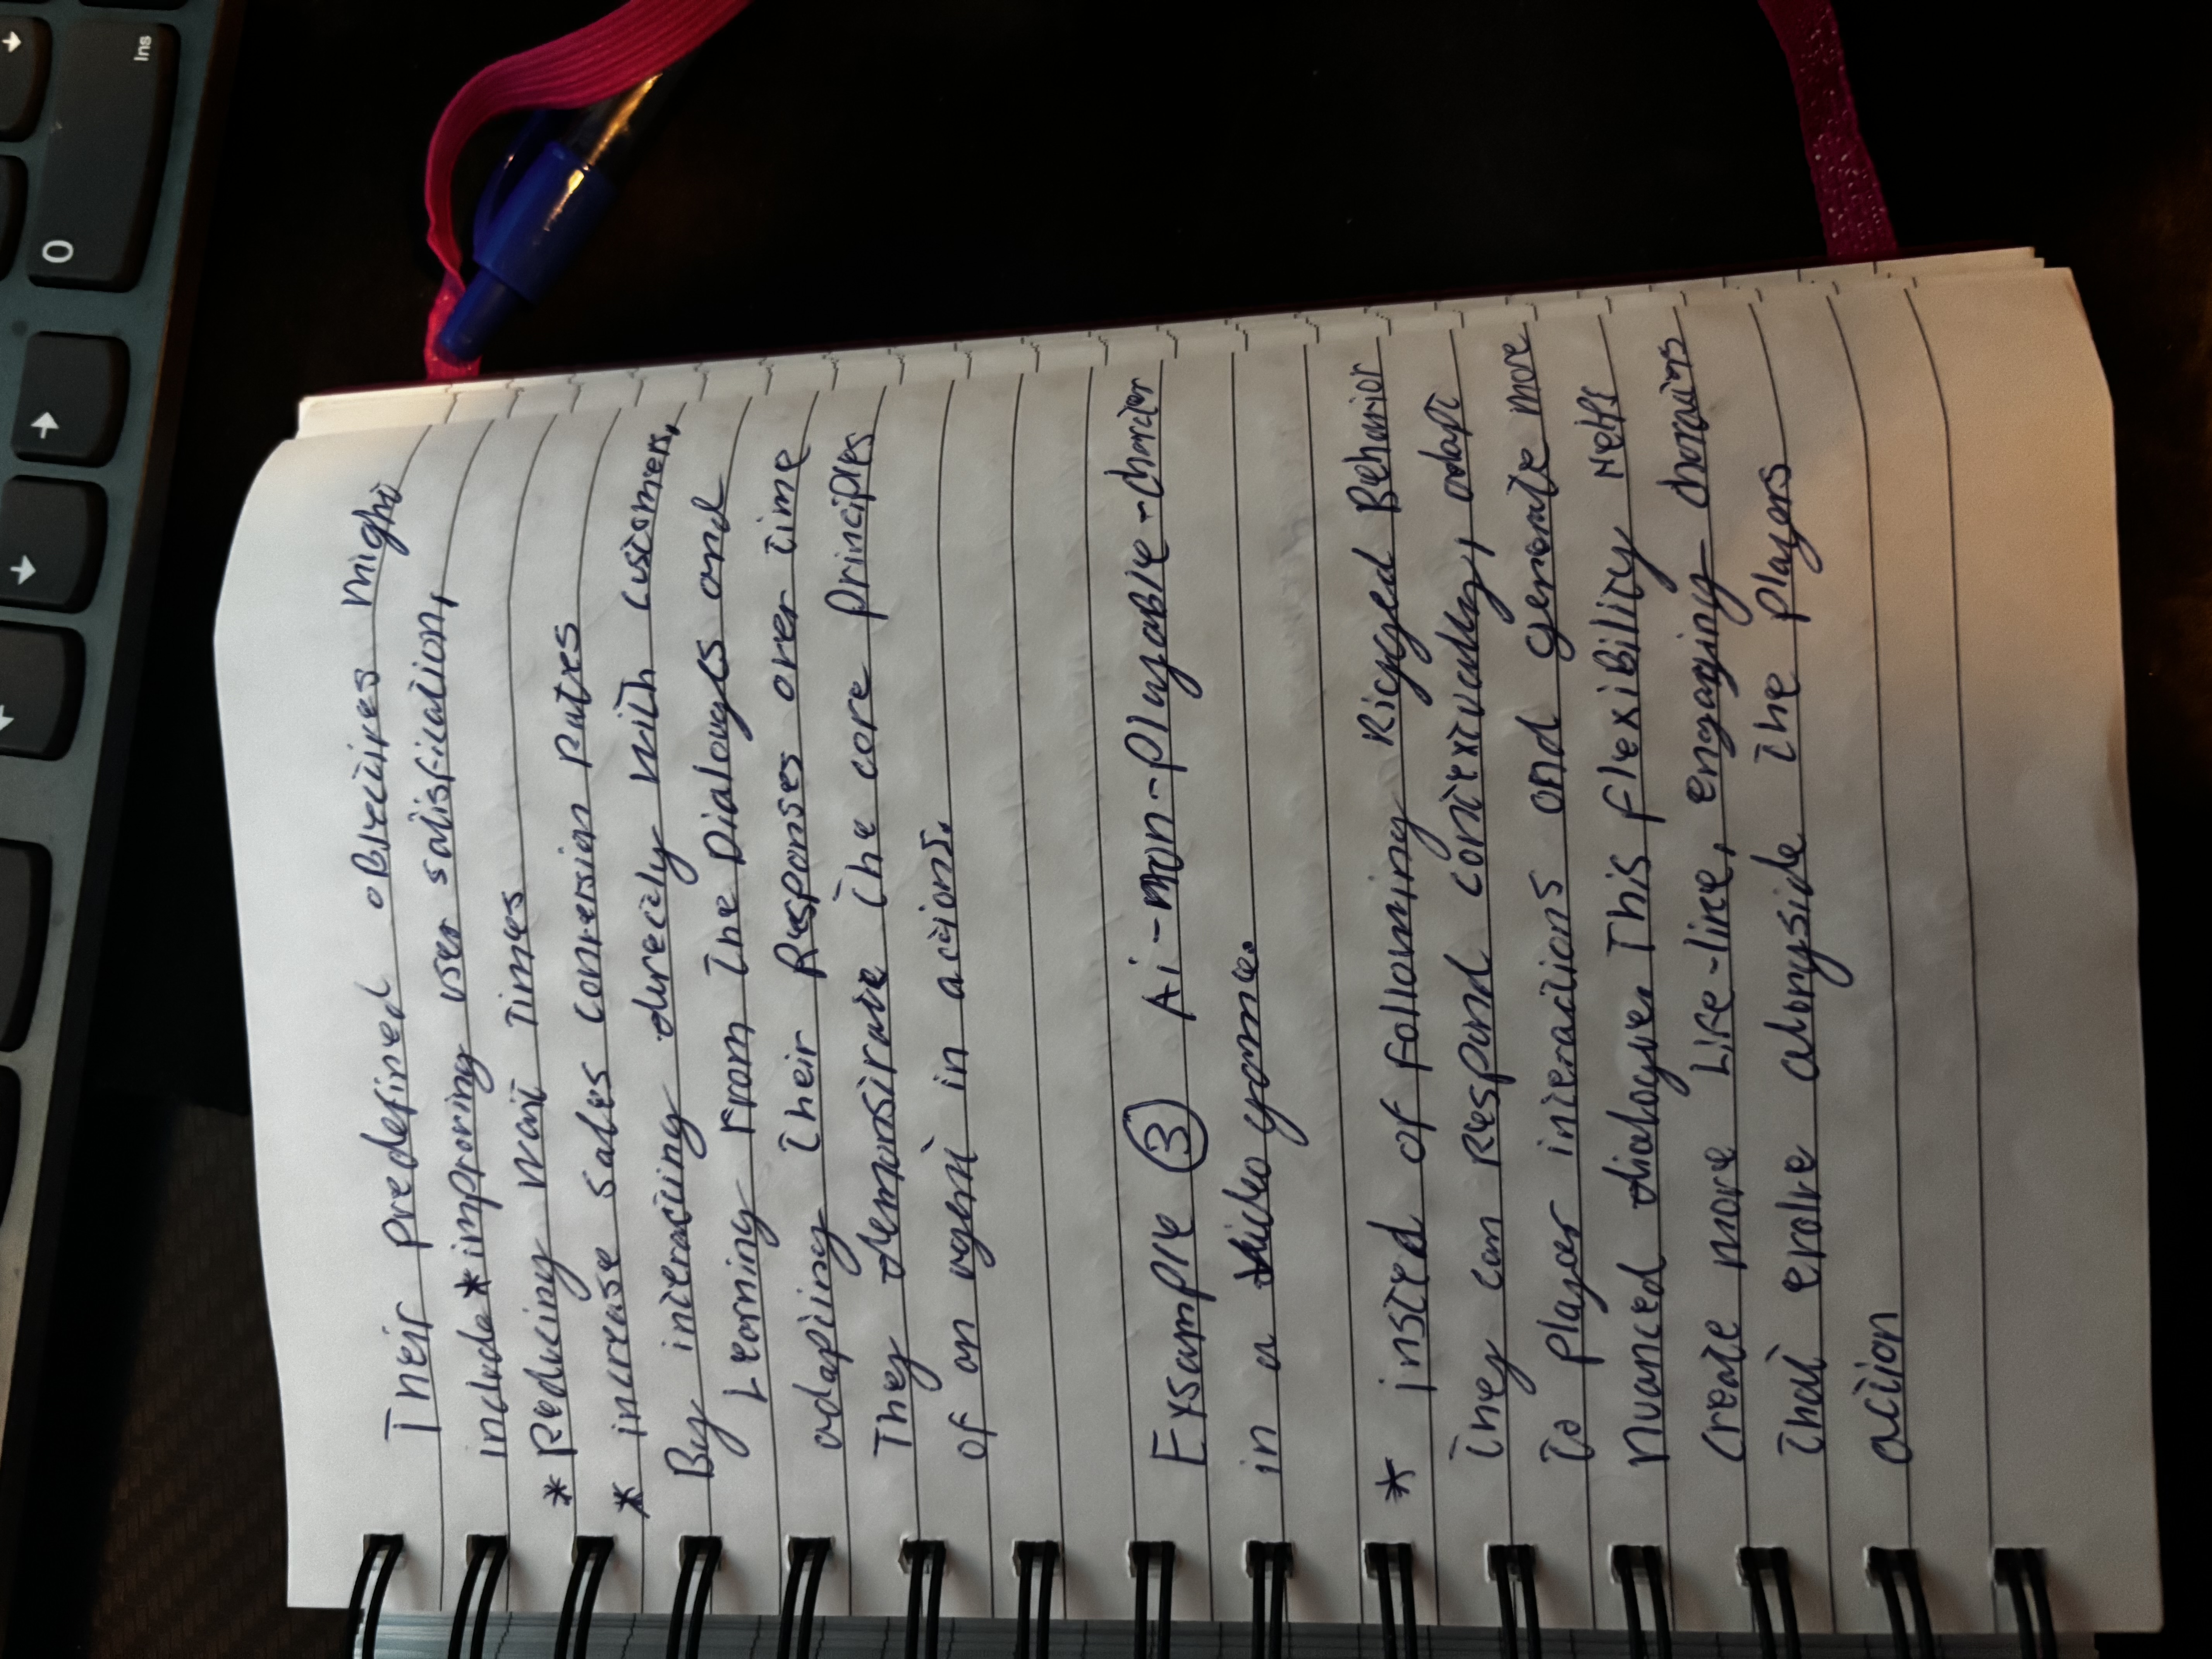 0
Ins
Their predefined objectives might
include * improving user satisfication,
* Reducing wait Times
* increase sales conversion Rates
By interacting directly with customers,
Learning From the Dialouges and
adapting their Responses over time
They demonstrate the core principles
of an agent in actions.
Exsample ③ Ai-non-playable-charcter
in a video game.
* insted of Following Rigged Behavior
they can Respond contextually, adapt
to player interactions and generate more
nuanced dialogue. This flexibility Helps
create more Life-like, engaging characters
that evolve alongside the players
action